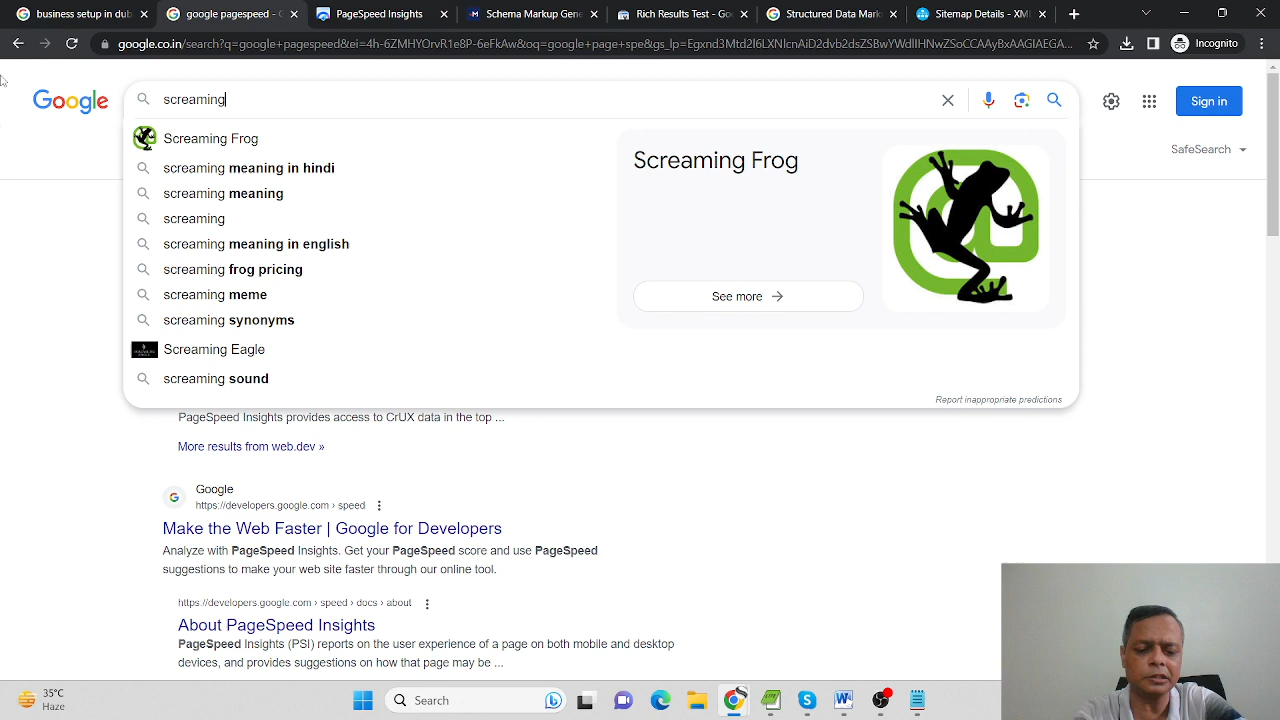 business setup in dub
google pagespeed - G
PageSpeed Insights
Schema Markup Gene
Rich Results Test - Goo
Structured Data Mark
Sitemap Details - XML
google.co.in/search?q=google+pagespeed&ei=4h-6ZMHYOrvR1e8P-6eFkAw&oq=google+page+spe&gs_lp=Egxnd3Mtd2l6LXNlcnAiD2dvb2dsZSBwYWdlIHNwZSoCCAAyBxAAGIAEGA...
Incognito
Google
screaming
Sign in
Screaming Frog
screaming meaning in hindi
screaming meaning
screaming
screaming meaning in english
screaming frog pricing
screaming meme
screaming synonyms
Screaming Eagle
screaming sound
Screaming Frog
See more
Report inappropriate predictions
SafeSearch
PageSpeed Insights provides access to CrUX data in the top ...
More results from web.dev »
Google
https://developers.google.com › speed
Make the Web Faster | Google for Developers
Analyze with PageSpeed Insights. Get your PageSpeed score and use PageSpeed
suggestions to make your web site faster through our online tool.
https://developers.google.com › speed › docs › about
About PageSpeed Insights
PageSpeed Insights (PSI) reports on the user experience of a page on both mobile and desktop
devices, and provides suggestions on how that page may be ...
35°C
Haze
Search